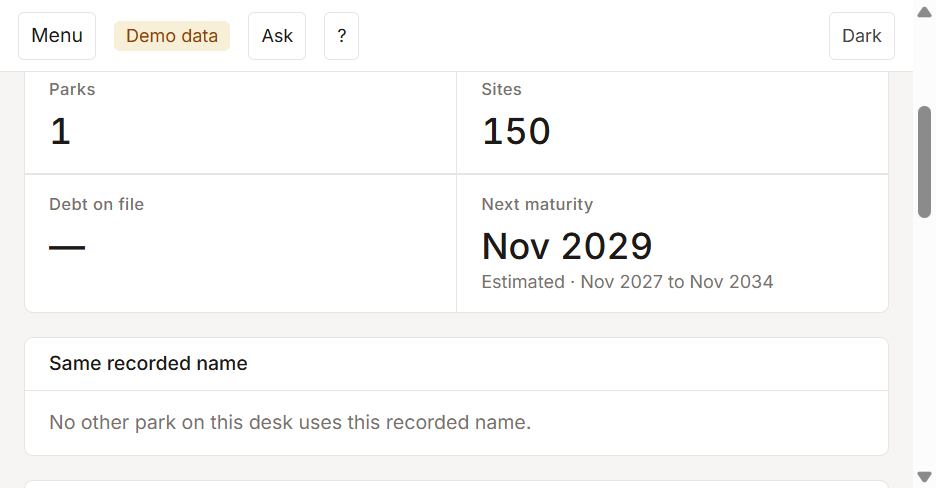 Menu
Demo data
Ask
?
Dark
Parks
1
Sites
150
Debt on file
—
Next maturity
Nov 2029
Estimated · Nov 2027 to Nov 2034
Same recorded name
No other park on this desk uses this recorded name.